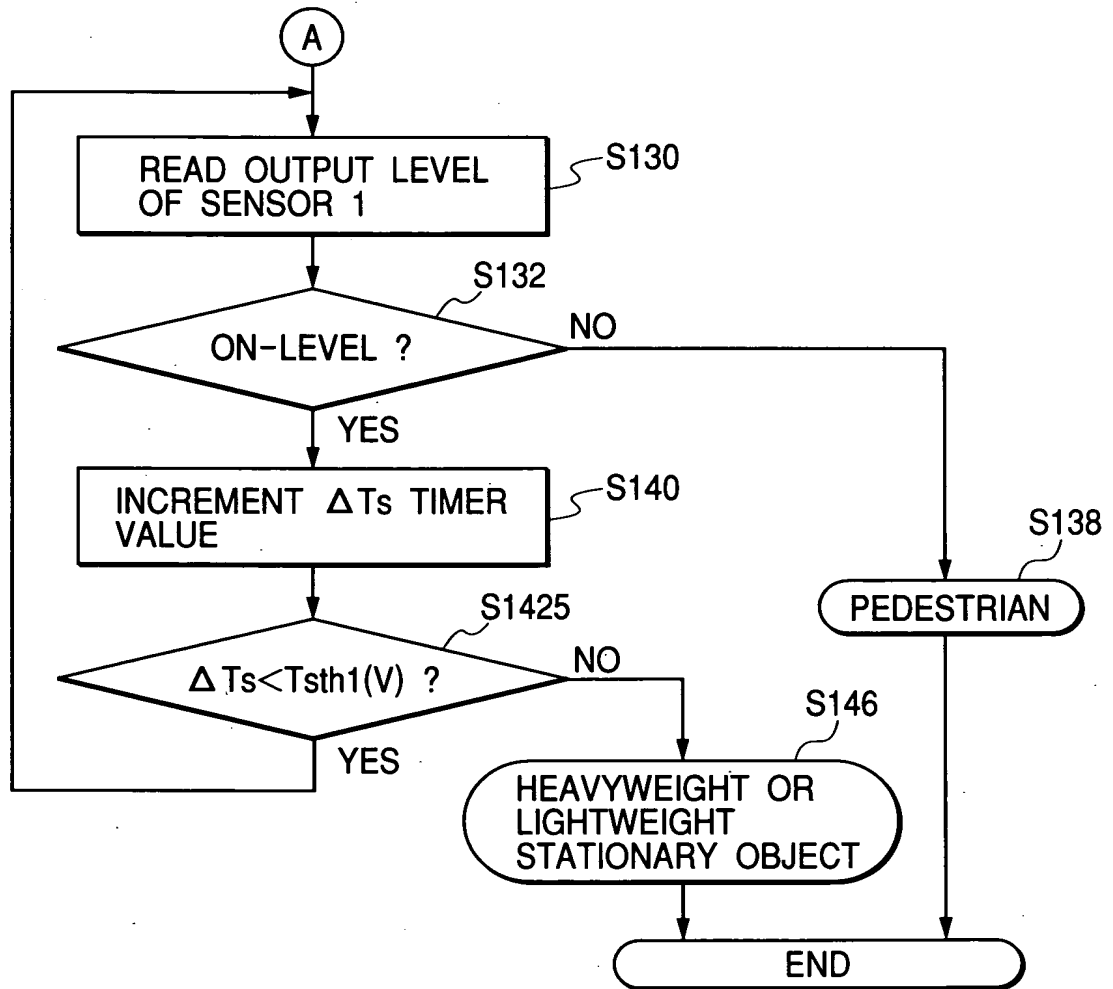 A
READ OUTPUT LEVEL
OF SENSOR 1
S130
S132
ON-LEVEL ?
NO
YES
INCREMENT ΔTs TIMER
VALUE
S140
S138
PEDESTRIAN
S1425
ΔTs<Tsth1(V) ?
NO
YES
S146
HEAVYWEIGHT OR
LIGHTWEIGHT
STATIONARY OBJECT
END